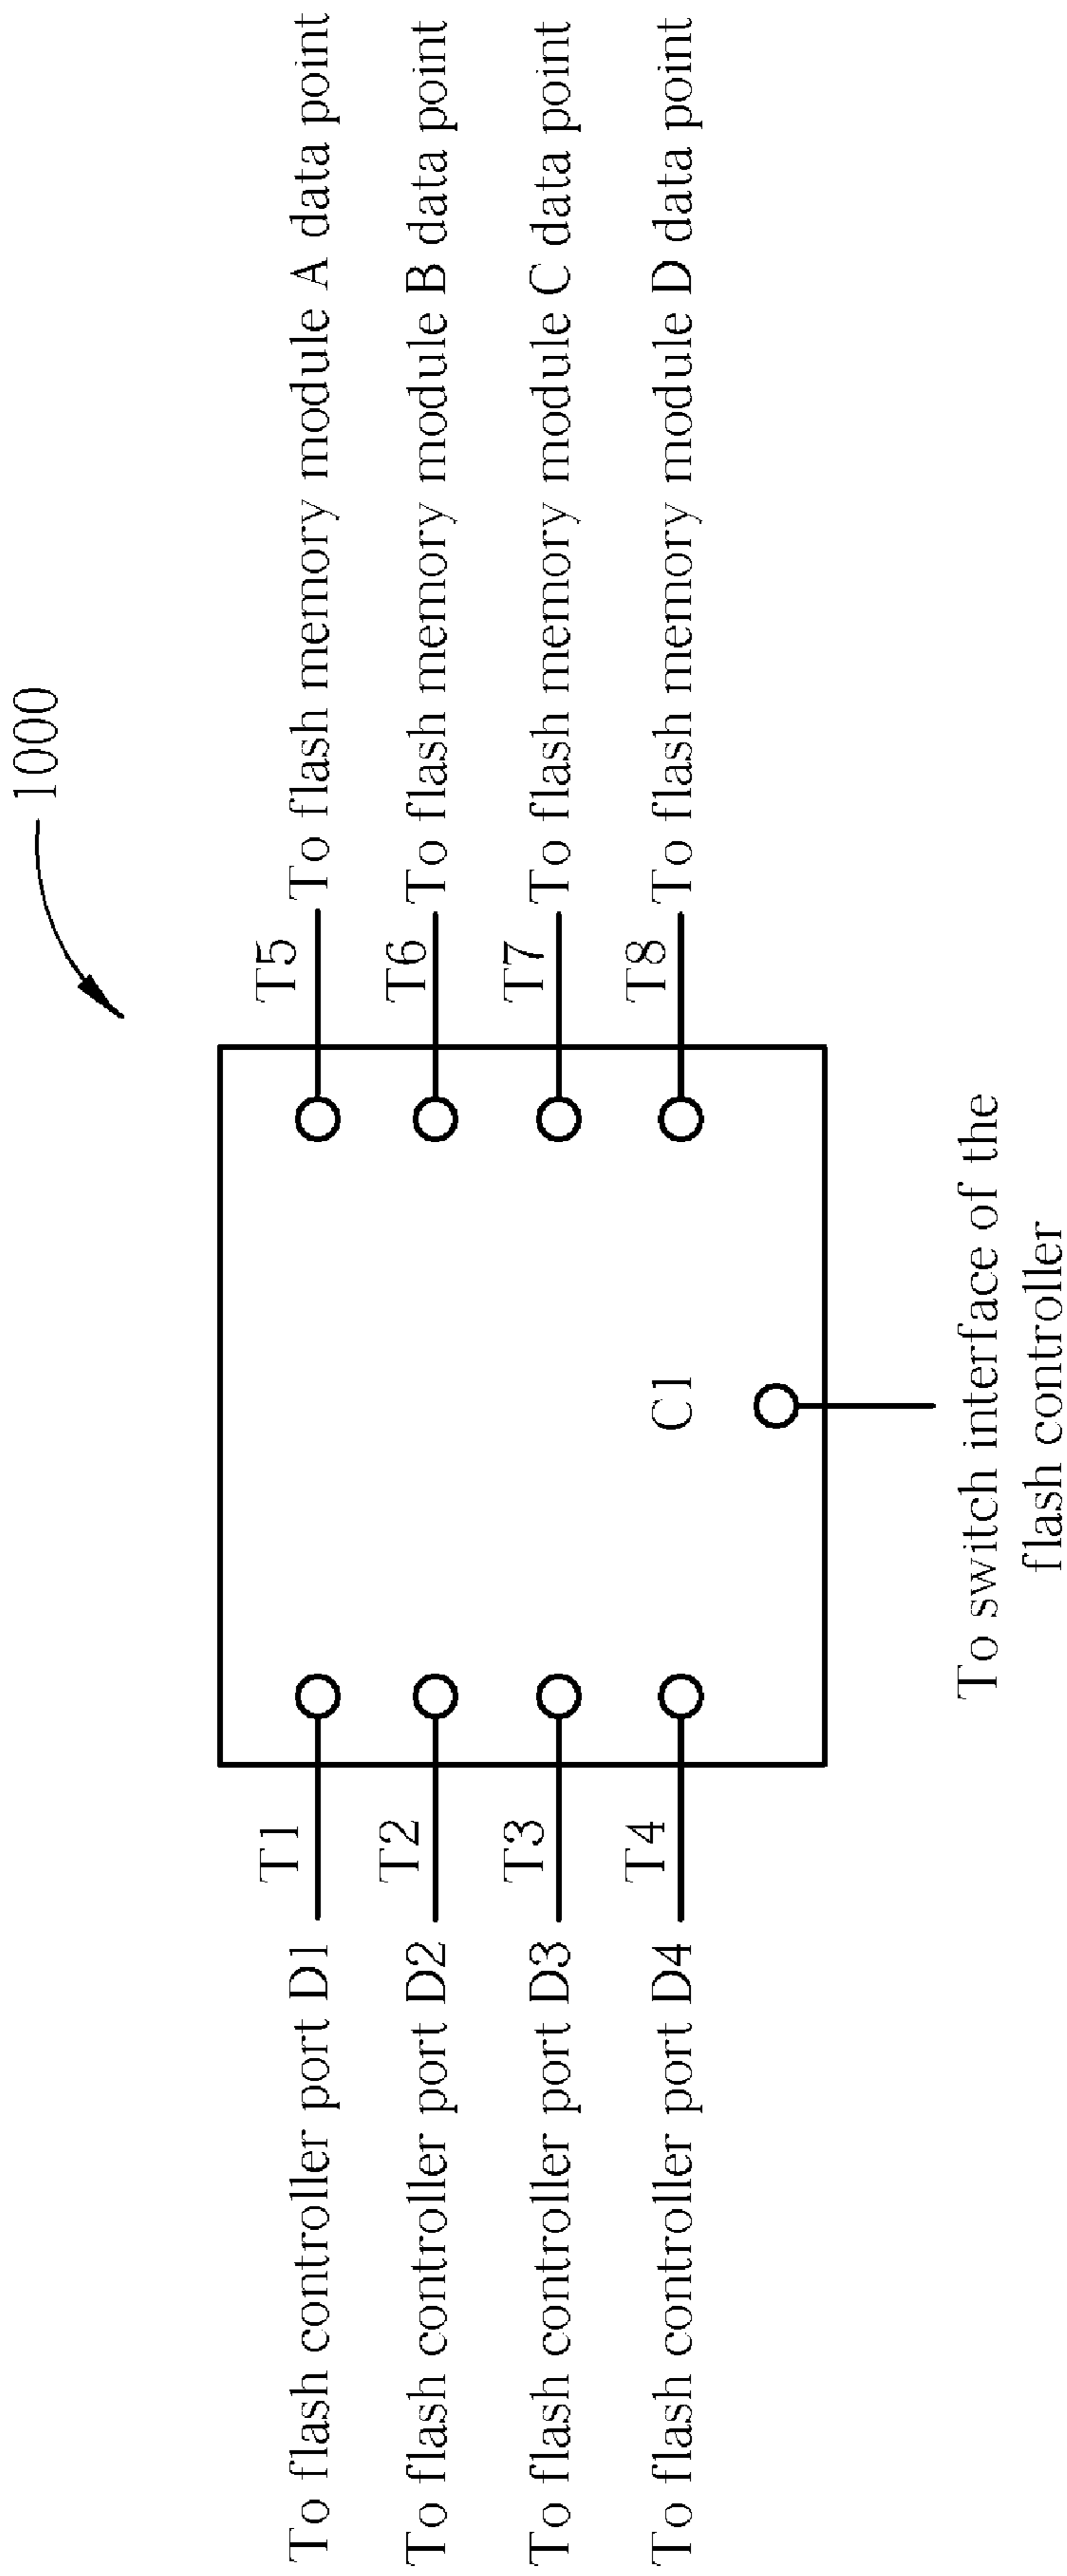 1000
To flash controller port D1
T1
T5
To flash memory module A data point
To flash controller port D2
T2
T6
To flash memory module B data point
To flash controller port D3
T3
T7
To flash memory module C data point
To flash controller port D4
T4
C1
T8
To flash memory module D data point
To switch interface of the
flash controller